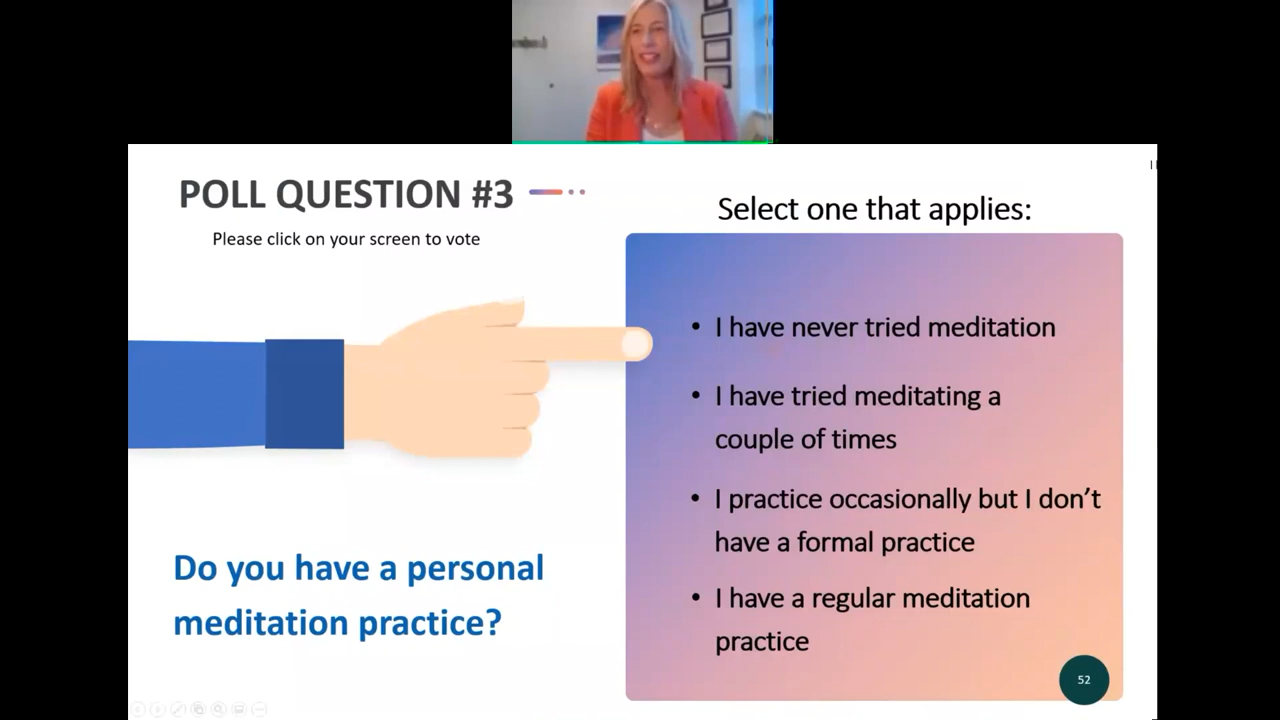 POLL QUESTION #3
Please click on your screen to vote
Do you have a personal
meditation practice?
Select one that applies:
• I have never tried meditation
• I have tried meditating a
couple of times
• I practice occasionally but I don’t
have a formal practice
• I have a regular meditation
practice
52